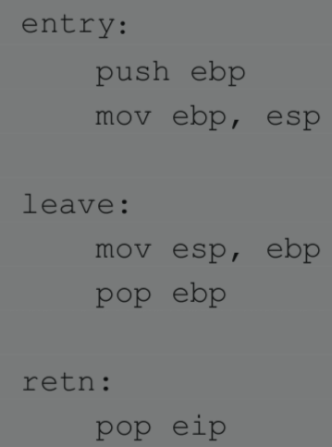 entry:
push ebp
mov ebp, esp
leave:
mov esp, ebp
pop ebp
retn:
pop eip